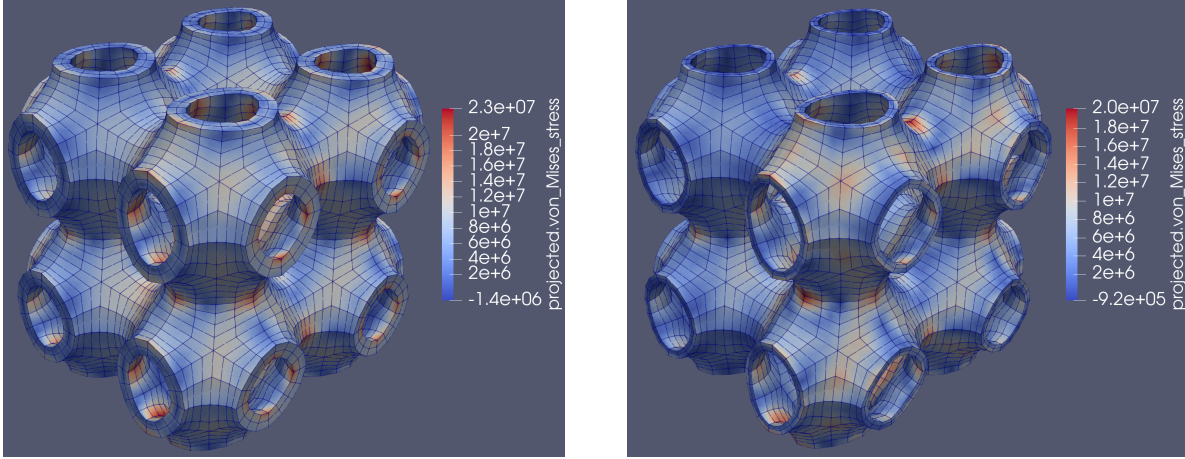 2.3e+07
2e+7
1.8e+7
1.6e+7
1.4e+7
1.2e+7
1e+7
8e+6
6e+6
4e+6
2e+6
-1.4e+06
projected.von_Mises_stress
2.0e+07
1.8e+7
1.6e+7
1.4e+7
1.2e+7
1e+7
8e+6
6e+6
4e+6
2e+6
-9.2e+05
projected.von_Mises_stress